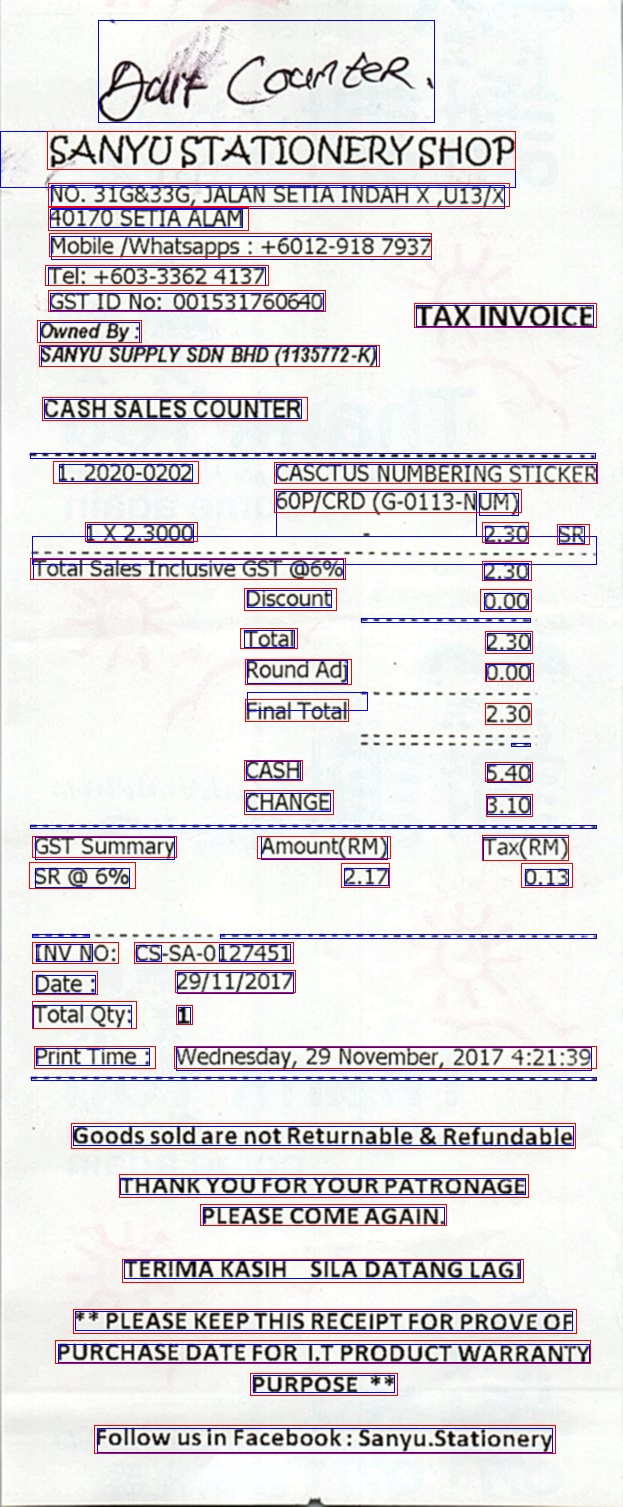 Counter.
SANYU STATIONERY SHOP
NO. 31G&33G, JALAN SETIA INDAH X ,U13/X
40170 SETIA ALAM
Mobile /Whatsapps : +6012-918 7937
Tel: +603-3362 4137
GST ID No: 001531760640
TAX INVOICE
Owned By :
SANYU SUPPLY SDN BHD (1135772-K)
CASH SALES COUNTER
1. 2020-0202 CASCTUS NUMBERING STICKER
60P/CRD (G-0113-NUM)
1 X 2.3000 - 2.30 SR
Total Sales Inclusive GST @6% 2.30
Discount 0.00
Total 2.30
Round Adj 0.00
Final Total 2.30
CASH 5.40
CHANGE 3.10
GST Summary Amount(RM) Tax(RM)
SR @ 6% 2.17 0.13
INV NO: CS-SA-0127451
Date : 29/11/2017
Total Qty: 1
Print Time : Wednesday, 29 November, 2017 4:21:39
Goods sold are not Returnable & Refundable
THANK YOU FOR YOUR PATRONAGE
PLEASE COME AGAIN.
TERIMA KASIH SILA DATANG LAGI
** PLEASE KEEP THIS RECEIPT FOR PROVE OF
PURCHASE DATE FOR I.T PRODUCT WARRANTY
PURPOSE **
Follow us in Facebook : Sanyu.Stationery